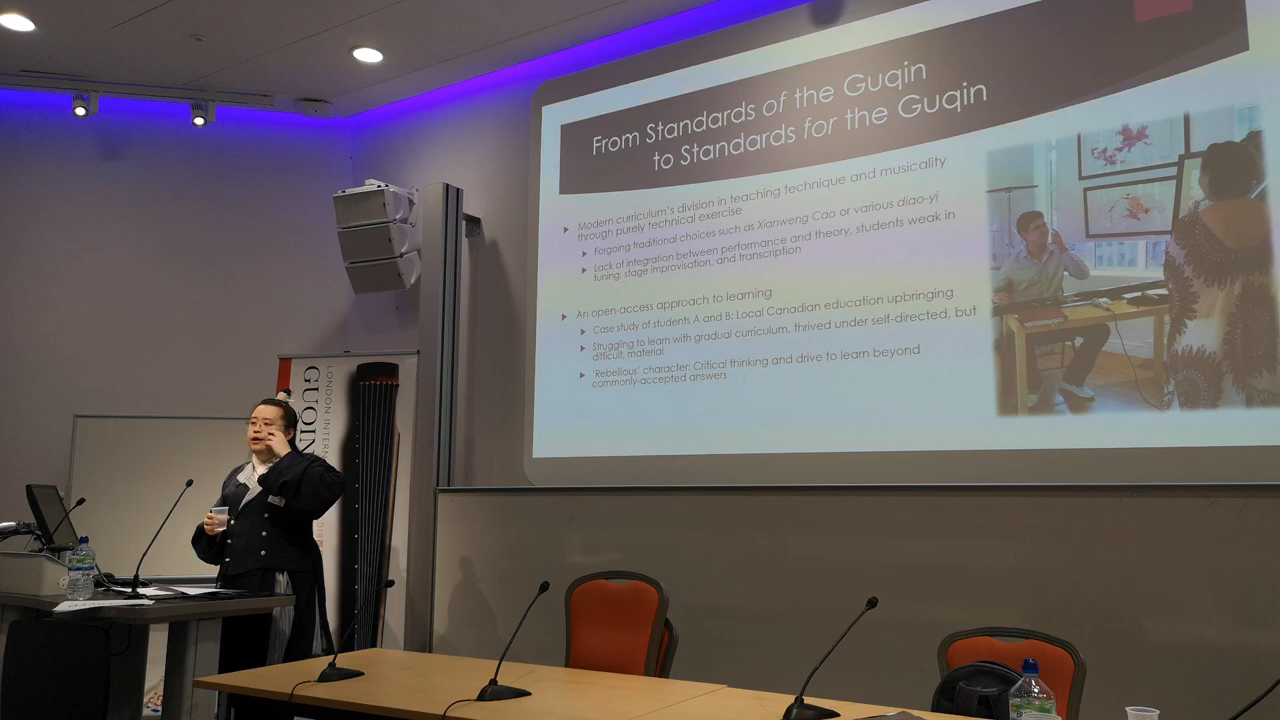 From Standards of the Guqin
to Standards for the Guqin
Modern curriculum's division in teaching technique and musicality
through purely technical exercise
Forgoing traditional choices such as Xianweng Cao or various diao-yi
Lack of integration between performance and theory, students weak in
tuning, stage improvisation, and transcription
An open-access approach to learning
Case study of students A and B: Local Canadian education upbringing
Struggling to learn with gradual curriculum, thrived under self-directed, but
difficult, material
'Rebellious' character: Critical thinking and drive to learn beyond
commonly-accepted answers
LONDON
GUQIN